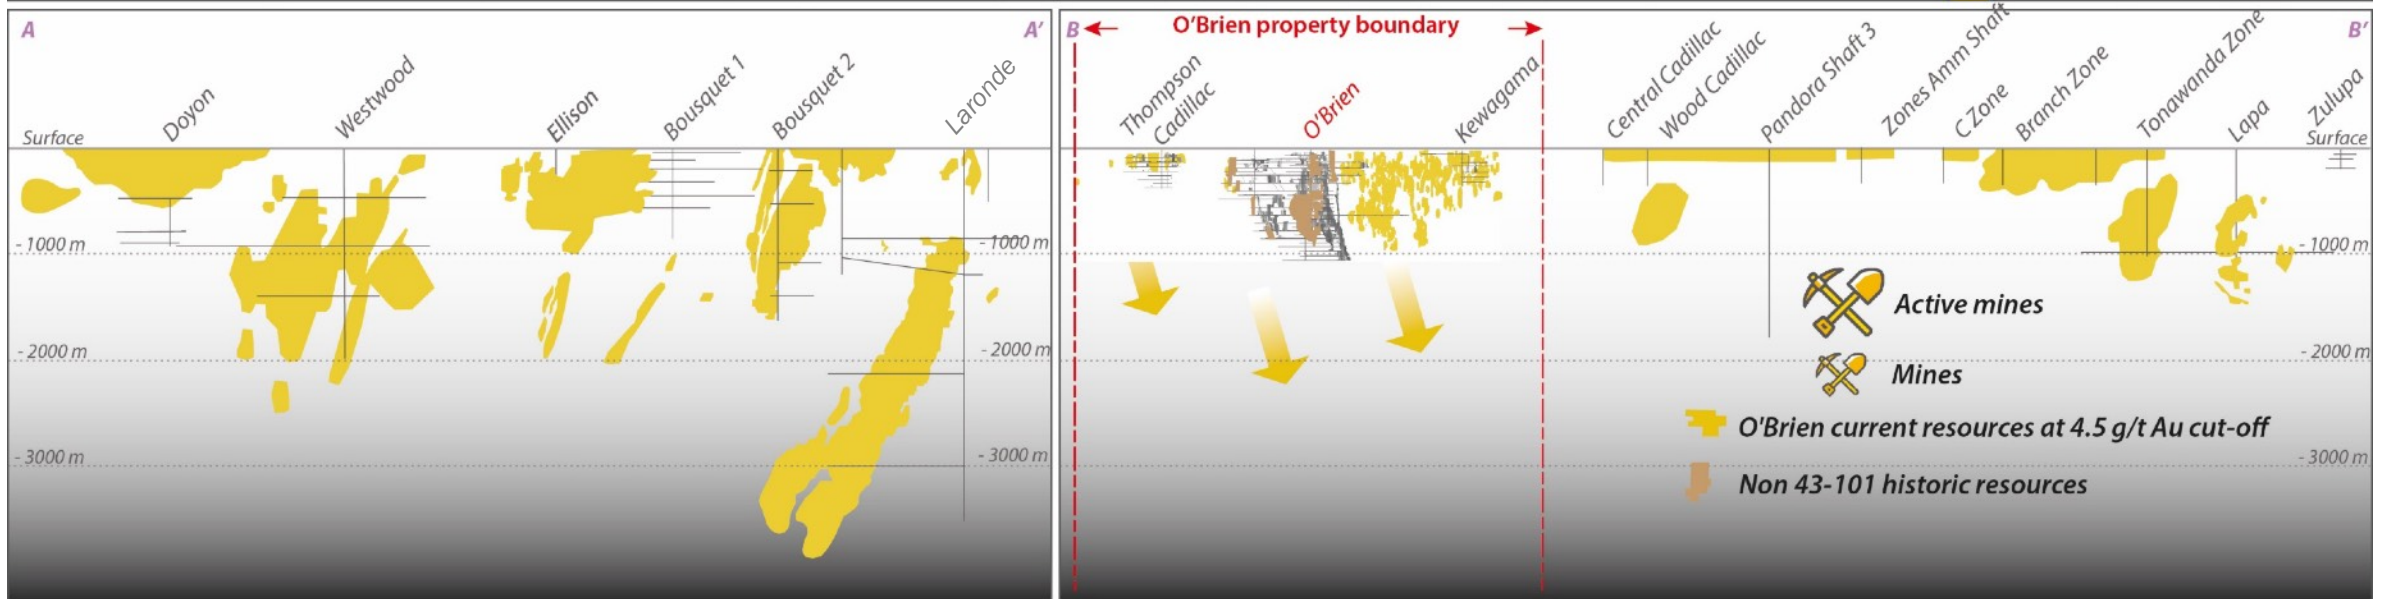 A
A'
Doyon
Westwood
Ellison
Bousquet 1
Bousquet 2
Laronde
Surface
- 1000 m
- 1000 m
- 2000 m
- 2000 m
- 3000 m
- 3000 m
B
O'Brien property boundary
B'
Thompson
Cadillac
O'Brien
Kewagama
Central Cadillac
Wood Cadillac
Pandora Shaft 3
Zones Amm Shaft
C Zone
Branch Zone
Tonawanda Zone
Lapa
Zulupa
Surface
- 1000 m
- 2000 m
- 3000 m
Active mines
Mines
O'Brien current resources at 4.5 g/t Au cut-off
Non 43-101 historic resources